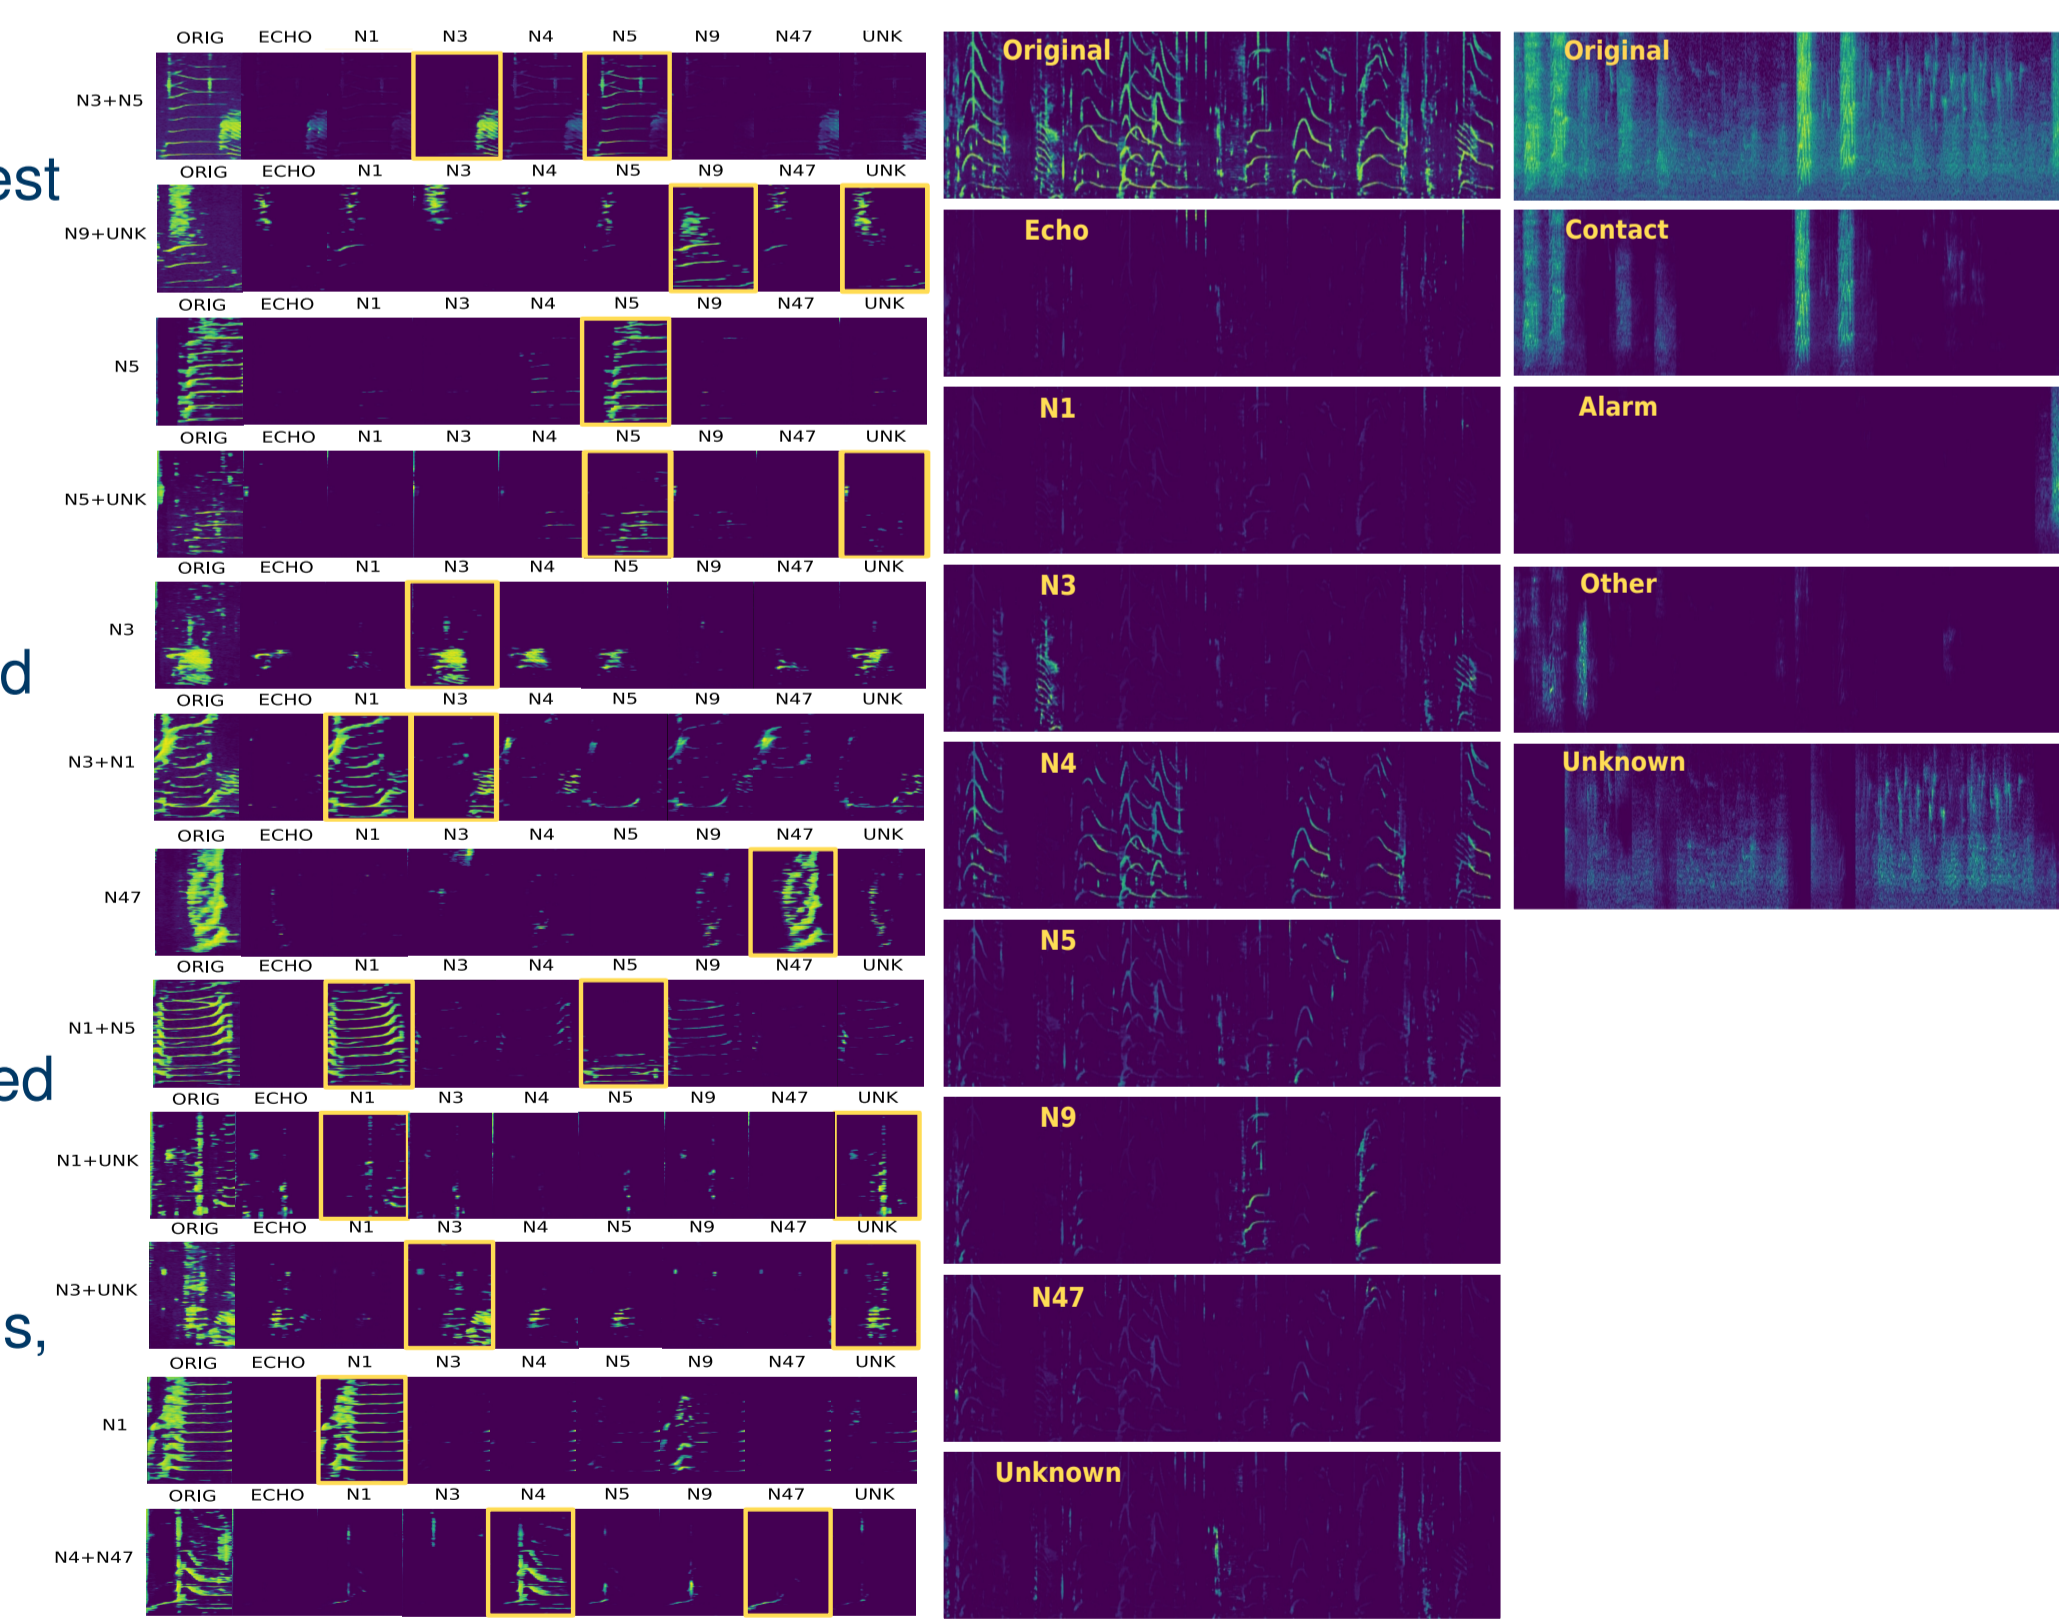 ORIG ECHO N1 N3 N4 N5 N9 N47 UNK
N3+N5
ORIG ECHO N1 N3 N4 N5 N9 N47 UNK
N9+UNK
ORIG ECHO N1 N3 N4 N5 N9 N47 UNK
N5
ORIG ECHO N1 N3 N4 N5 N9 N47 UNK
N5+UNK
ORIG ECHO N1 N3 N4 N5 N9 N47 UNK
N3
ORIG ECHO N1 N3 N4 N5 N9 N47 UNK
N3+N1
ORIG ECHO N1 N3 N4 N5 N9 N47 UNK
N47
ORIG ECHO N1 N3 N4 N5 N9 N47 UNK
N1+N5
ORIG ECHO N1 N3 N4 N5 N9 N47 UNK
N1+UNK
ORIG ECHO N1 N3 N4 N5 N9 N47 UNK
N3+UNK
ORIG ECHO N1 N3 N4 N5 N9 N47 UNK
N1
ORIG ECHO N1 N3 N4 N5 N9 N47 UNK
N4+N47
est
d
ed
s,
Original
Echo
N1
N3
N4
N5
N9
N47
Unknown
Original
Contact
Alarm
Other
Unknown